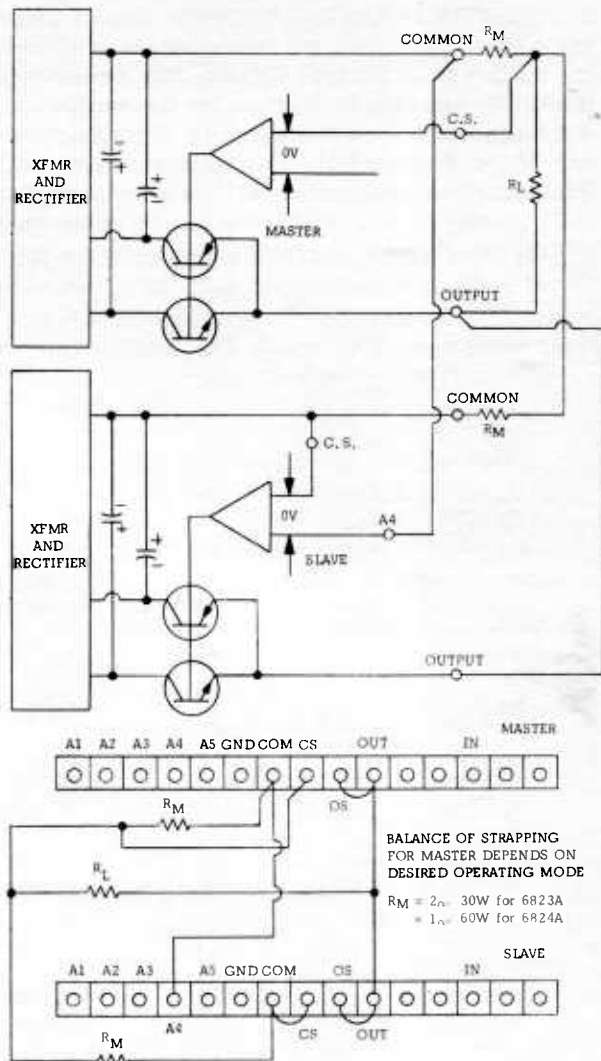 COMMON
RM
C.S.
XFMR
AND
RECTIFIER
0V
MASTER
RL
OUTPUT
COMMON
RM
C.S.
XFMR
AND
RECTIFIER
0V
A4
SLAVE
OUTPUT
MASTER
A1 A2 A3 A4 A5 GND COM CS OUT IN
OS
RM
RL
BALANCE OF STRAPPING
FOR MASTER DEPENDS ON
DESIRED OPERATING MODE
RM = 2Ω 30W for 6823A
= 1Ω 60W for 6824A
SLAVE
A1 A2 A3 A5 GND COM OS IN
A4 CS OUT
RM